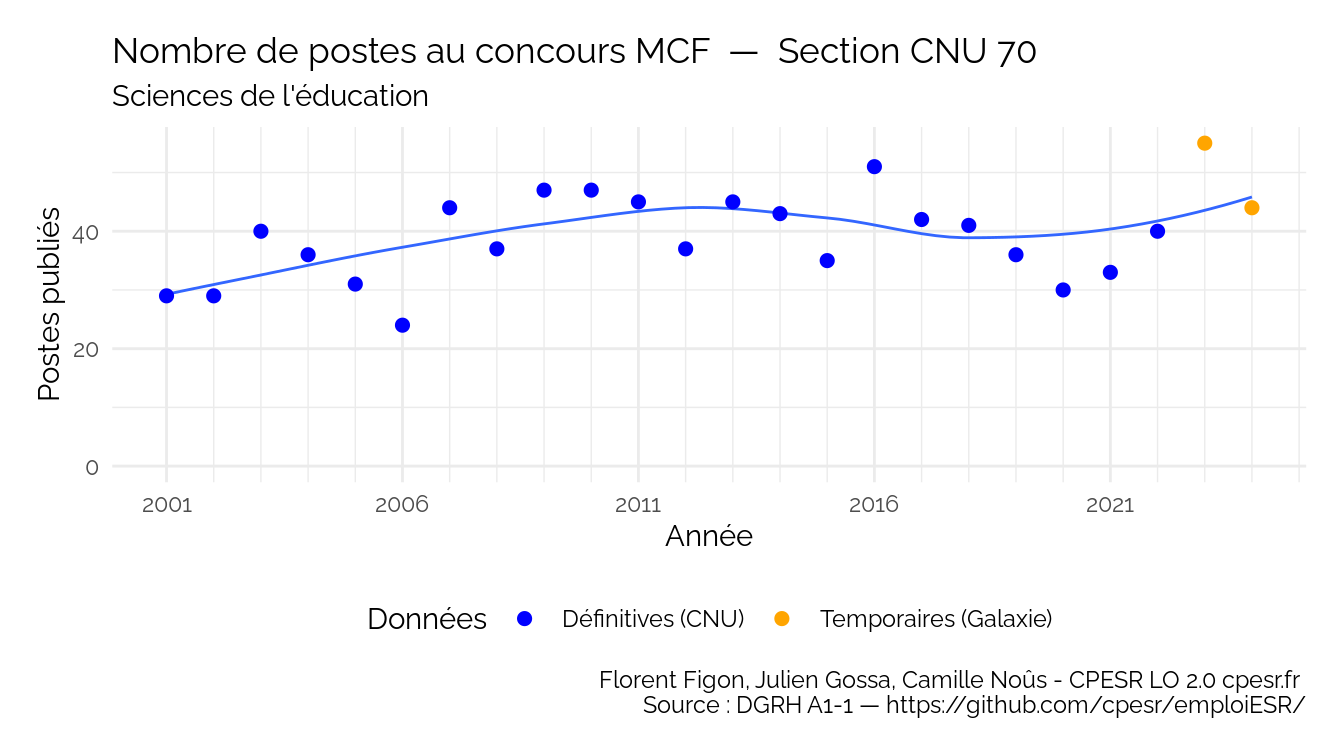 Nombre de postes au concours MCF — Section CNU 70
Sciences de l'éducation
Postes publiés
40
20
0
2001 2006 2011 2016 2021
Année
Données Définitives (CNU) Temporaires (Galaxie)
Florent Figon, Julien Gossa, Camille Noûs - CPESR LO 2.0 cpesr.fr
Source : DGRH A1-1 — https://github.com/cpesr/emploiESR/